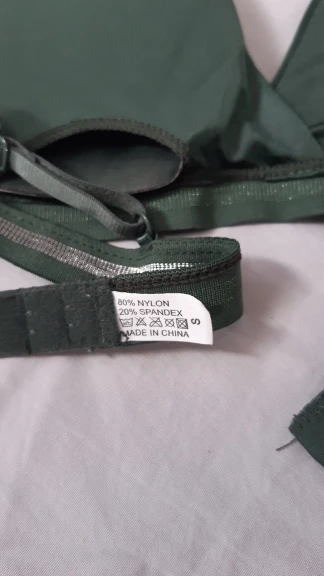 80% NYLON
20% SPANDEX
S
MADE IN CHINA